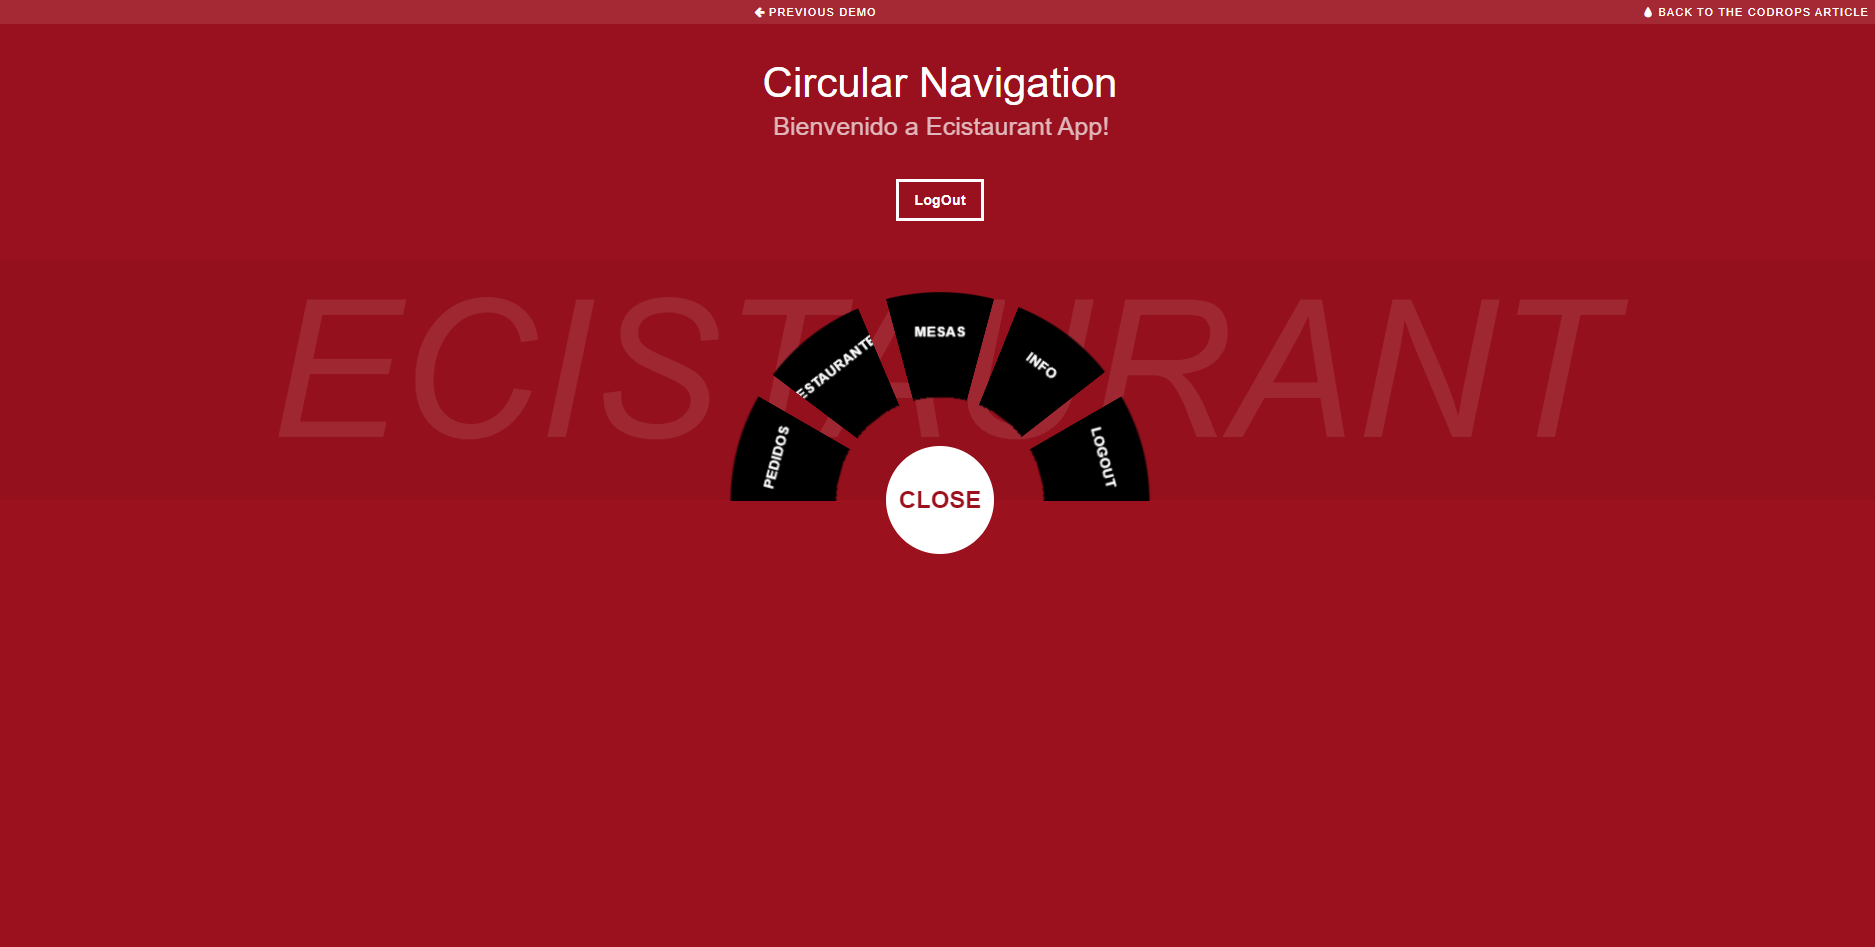 PREVIOUS DEMO
BACK TO THE CODROPS ARTICLE
Circular Navigation
Bienvenido a Ecistaurant App!
LogOut
ECISTAURANT
PEDIDOS
ESTAURANTE
MESAS
INFO
LOGOUT
CLOSE